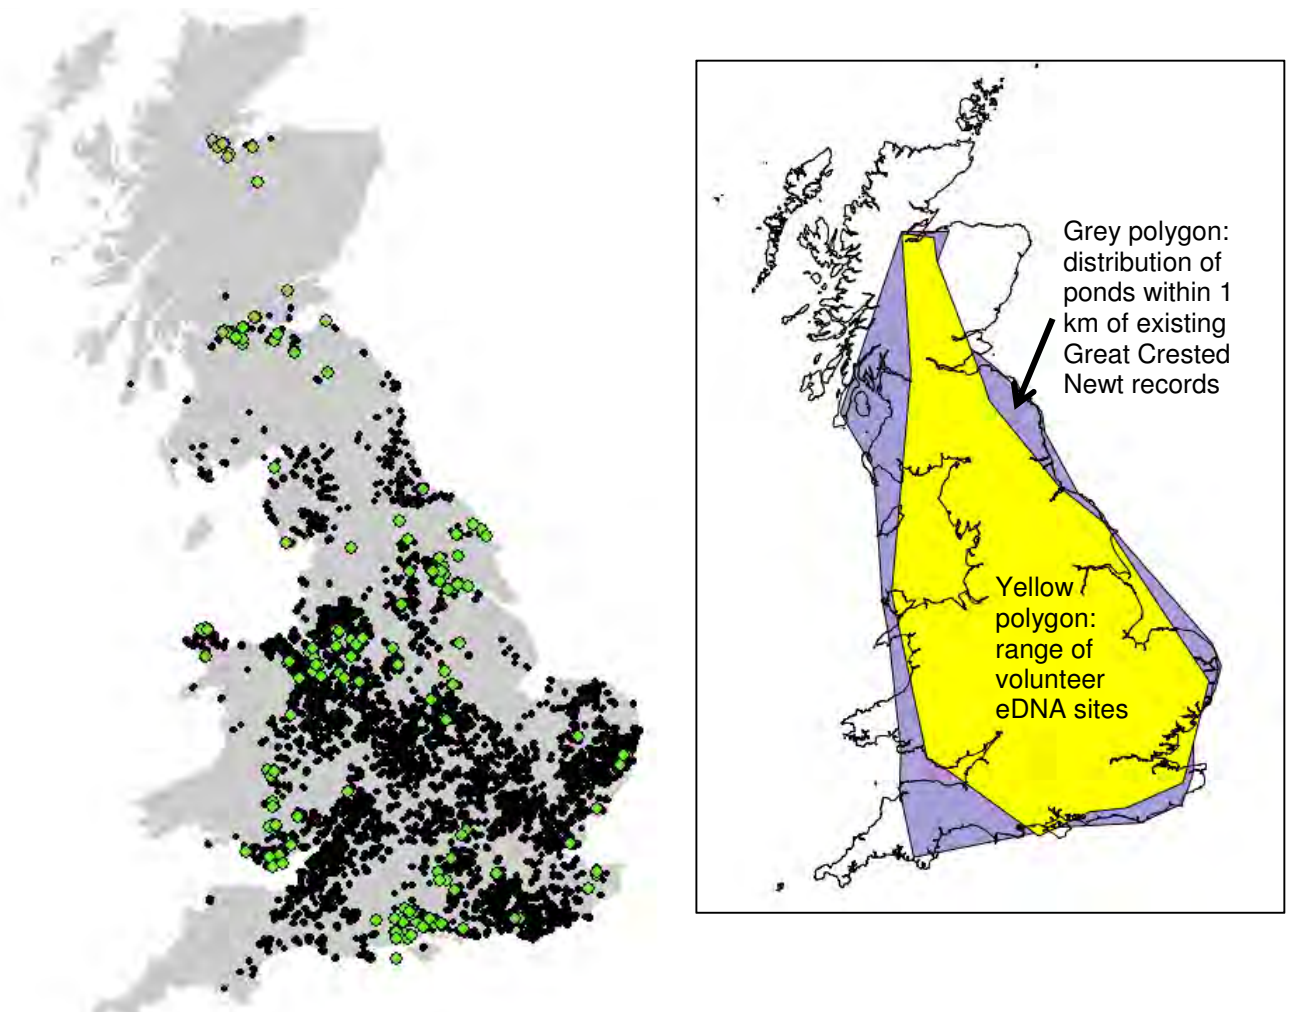 Grey polygon:
distribution of
ponds within 1
km of existing
Great Crested
Newt records
Yellow
polygon:
range of
volunteer
eDNA sites